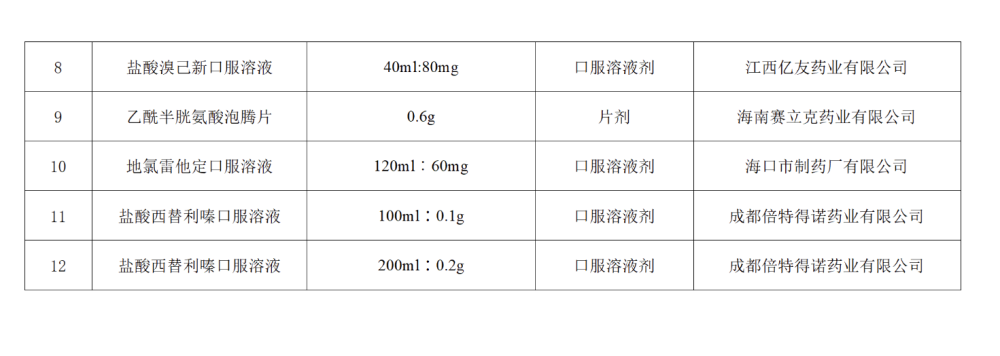 8 盐酸溴己新口服溶液 40ml:80mg 口服溶液剂 江西亿友药业有限公司
9 乙酰半胱氨酸泡腾片 0.6g 片剂 海南赛立克药业有限公司
10 地氯雷他定口服溶液 120ml：60mg 口服溶液剂 海口市制药厂有限公司
11 盐酸西替利嗪口服溶液 100ml：0.1g 口服溶液剂 成都倍特得诺药业有限公司
12 盐酸西替利嗪口服溶液 200ml：0.2g 口服溶液剂 成都倍特得诺药业有限公司